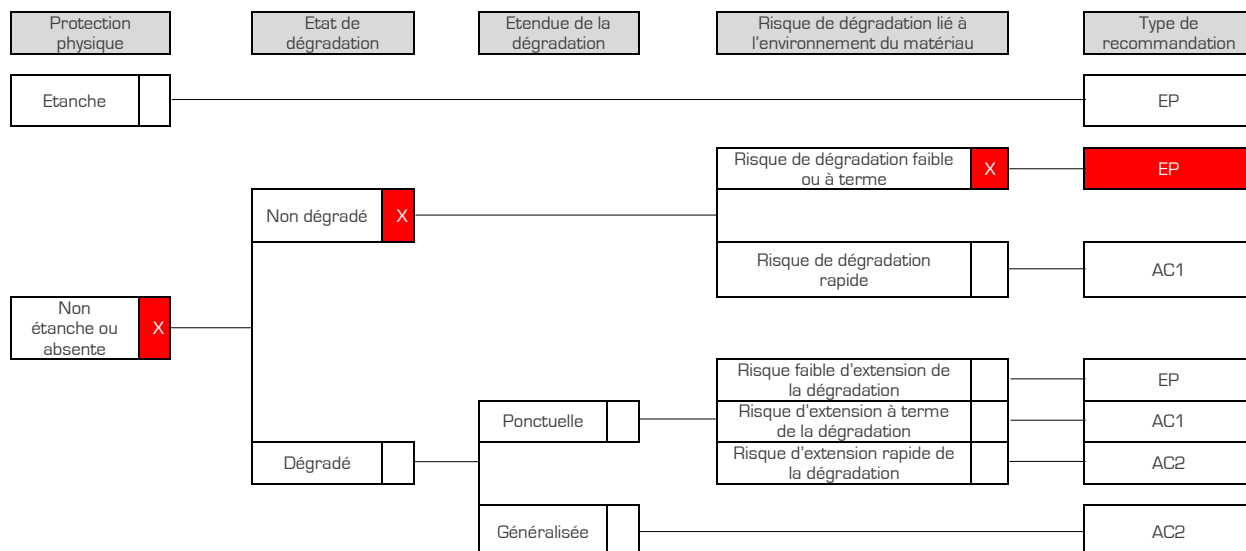 Protection
physique
Etat de
dégradation
Etendue de la
dégradation
Risque de dégradation lié à
l'environnement du matériau
Type de
recommandation
Etanche
EP
Risque de dégradation faible
ou à terme
X
EP
Non dégradé
X
Risque de dégradation
rapide
AC1
Non
étanche ou
absente
X
Risque faible d'extension de
la dégradation
EP
Ponctuelle
Risque d'extension à terme
de la dégradation
AC1
Dégradé
Risque d'extension rapide de
la dégradation
AC2
Généralisée
AC2